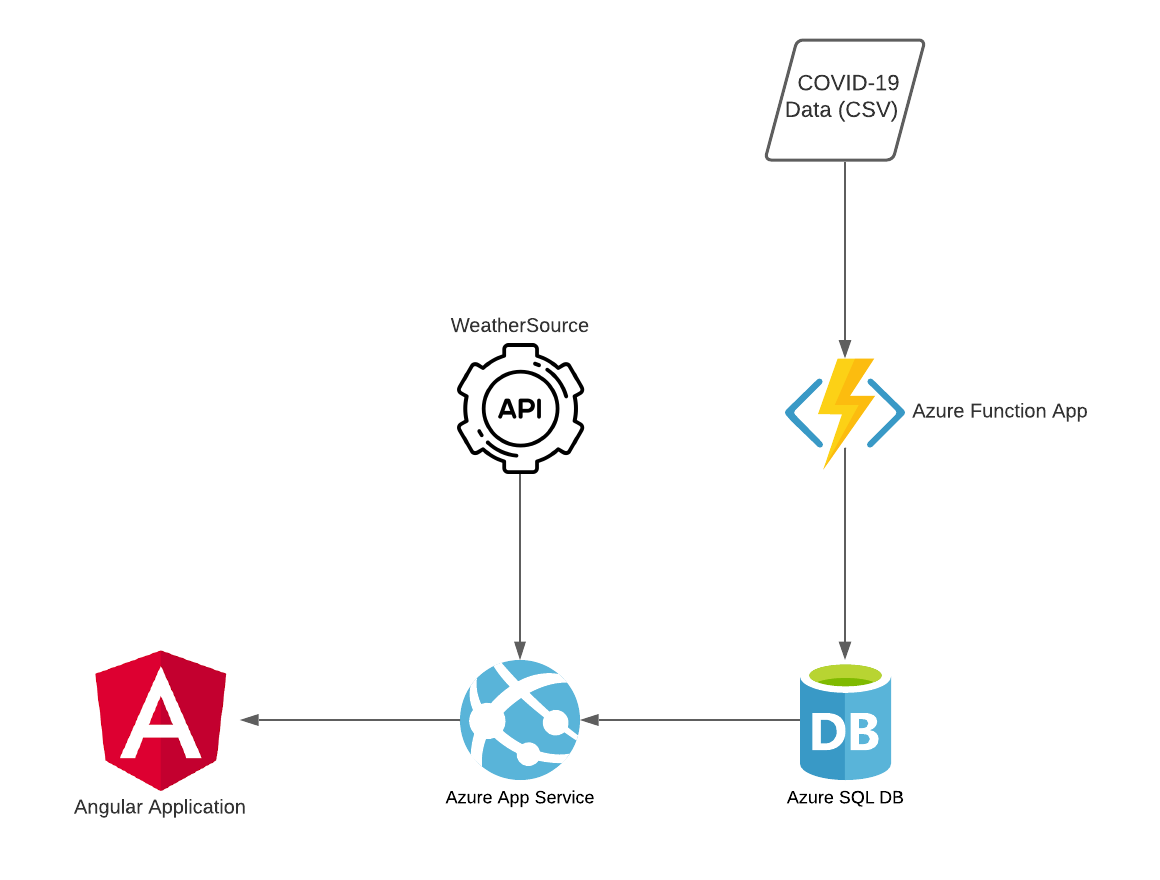 COVID-19
Data (CSV)
WeatherSource
API
Azure Function App
A
DB
Angular Application
Azure App Service
Azure SQL DB